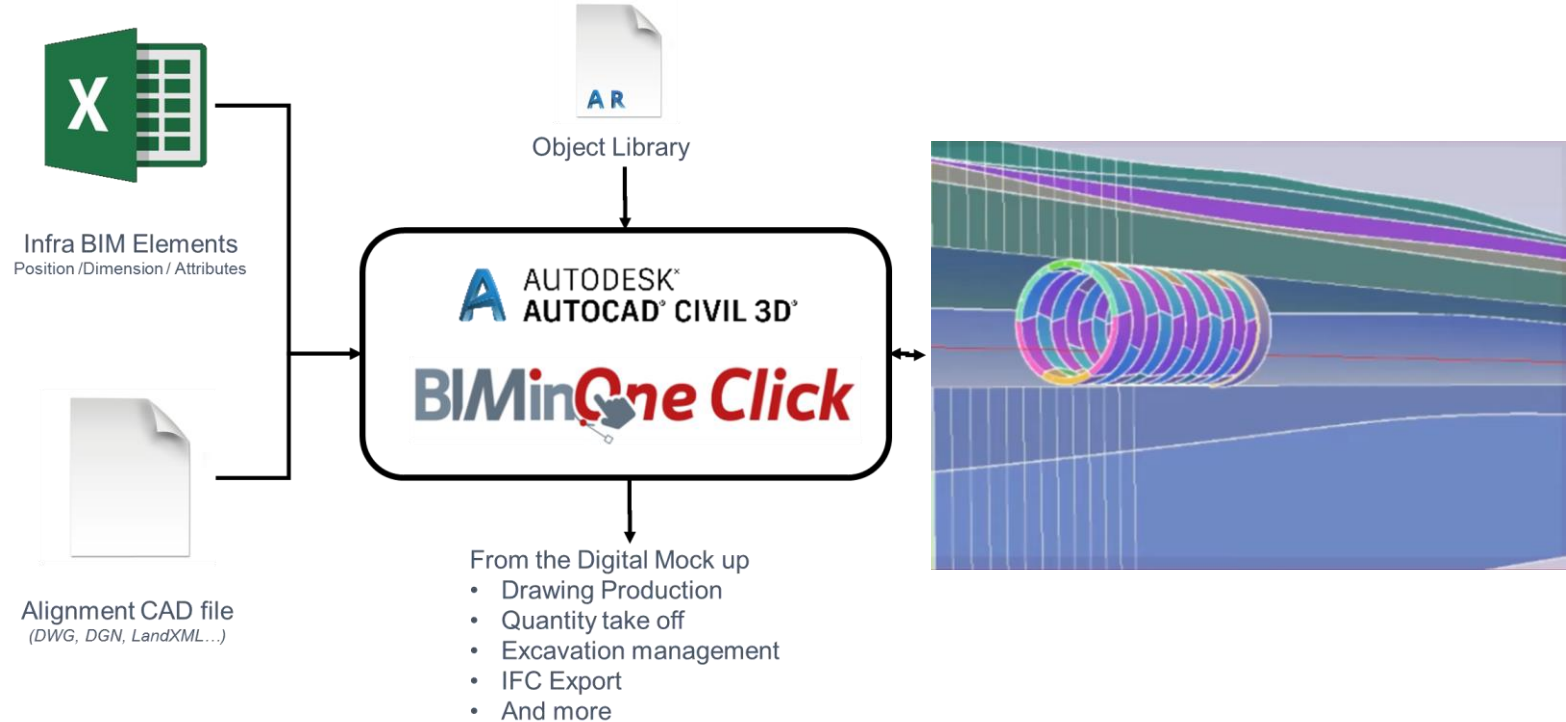 X
Infra BIM Elements
Position /Dimension / Attributes
A R
Object Library
AUTODESK®
AUTOCAD® CIVIL 3D®
BIMinOne Click
Alignment CAD file
(DWG, DGN, LandXML…)
From the Digital Mock up
• Drawing Production
• Quantity take off
• Excavation management
• IFC Export
• And more